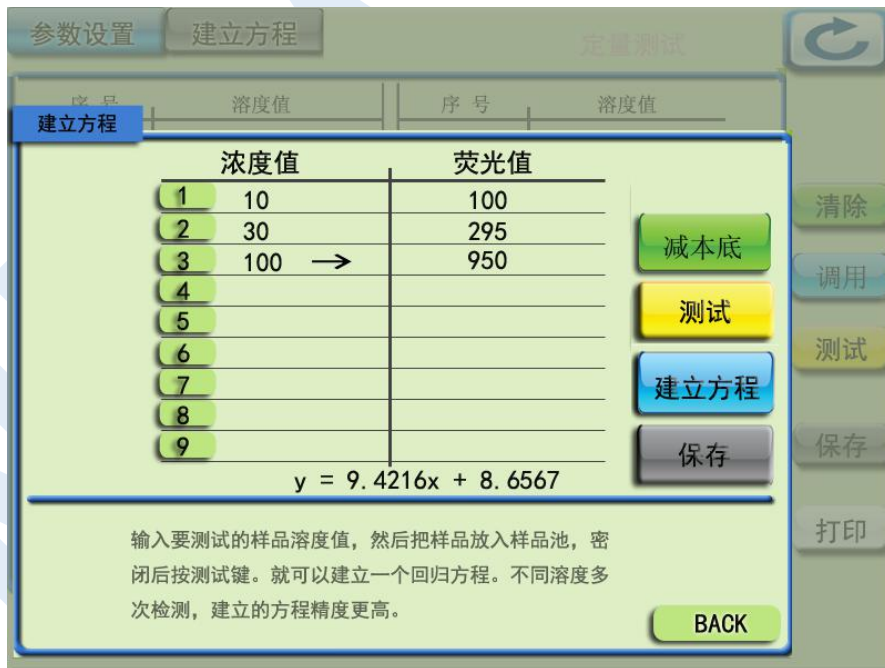 参数设置 建立方程 定量测试
序号 溶度值 序号 溶度值
建立方程
浓度值 荧光值
1 10 100
2 30 295
3 100 → 950
4
5
6
7
8
9
y = 9.4216x + 8.6567
减本底
测试
建立方程
保存
输入要测试的样品溶度值，然后把样品放入样品池，密
闭后按测试键。就可以建立一个回归方程。不同溶度多
次检测，建立的方程精度更高。
BACK
清除
调用
测试
保存
打印